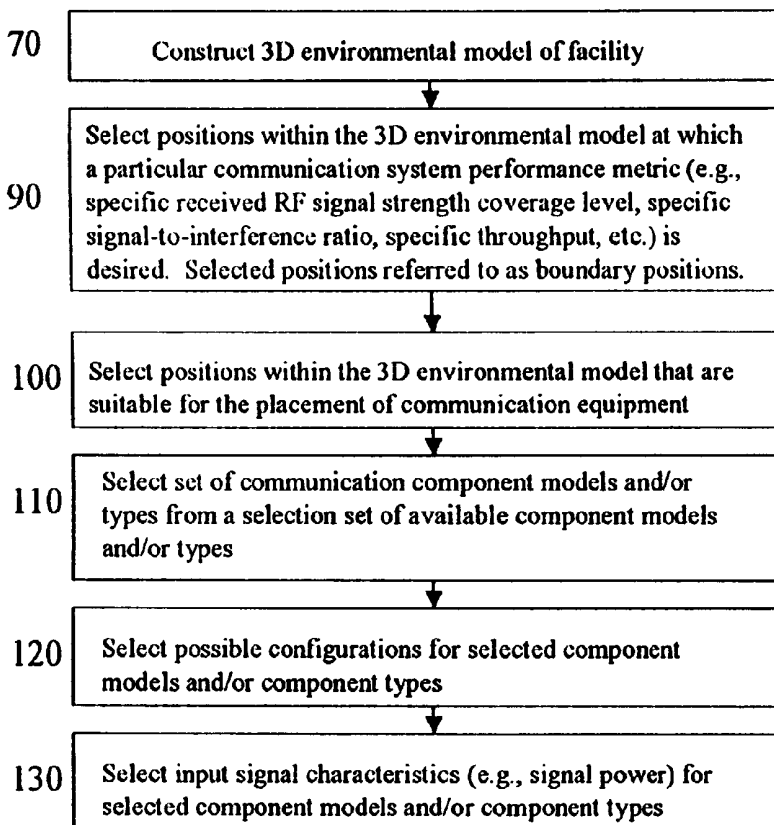 70
Construct 3D environmental model of facility
Select positions within the 3D environmental model at which
a particular communication system performance metric (e.g.,
90
specific received RF signal strength coverage level, specific
signal-to-interference ratio, specific throughput, etc.) is
desired. Selected positions referred to as boundary positions.
100
Select positions within the 3D environmental model that are
suitable for the placement of communication equipment
110
Select set of communication component models and/or
types from a selection set of available component models
and/or types
120
Select possible configurations for selected component
models and/or component types
130
Select input signal characteristics (e.g., signal power) for
selected component models and/or component types